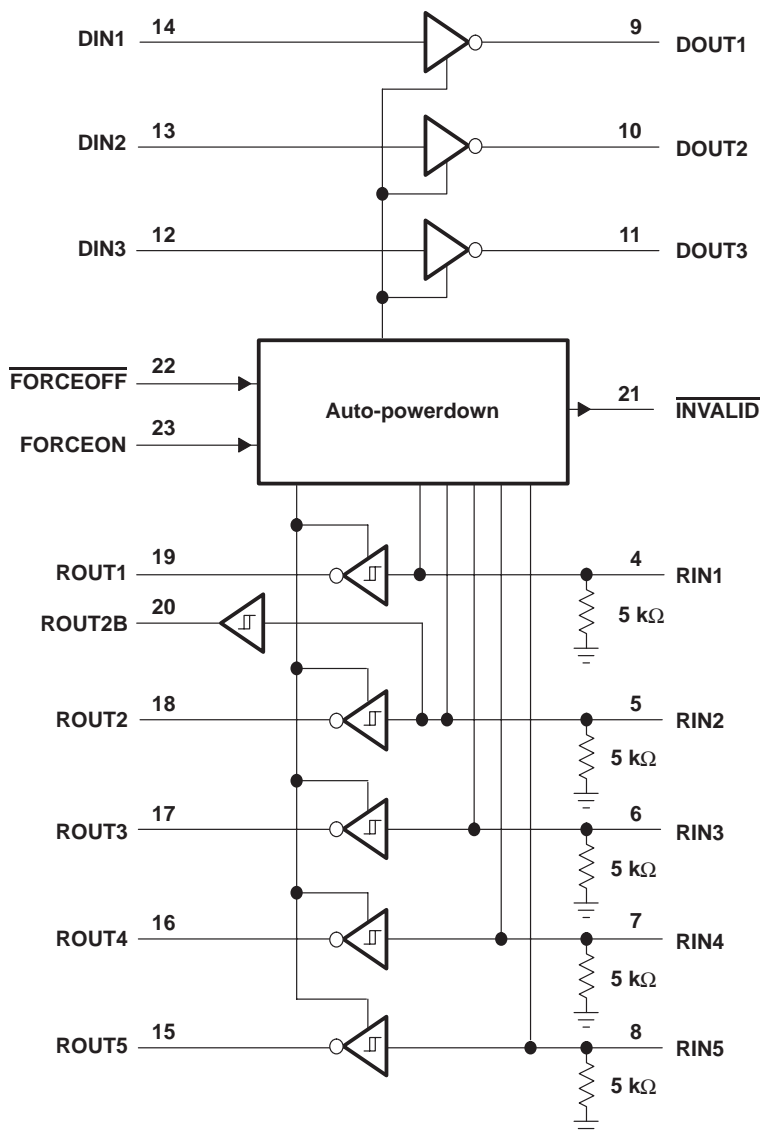 DIN1 14 9 DOUT1
DIN2 13 10 DOUT2
DIN3 12 11 DOUT3
FORCEOFF 22
Auto-powerdown 21 INVALID
FORCEON 23
ROUT1 19 4 RIN1
5 kΩ
ROUT2B 20
ROUT2 18 5 RIN2
5 kΩ
ROUT3 17 6 RIN3
5 kΩ
ROUT4 16 7 RIN4
5 kΩ
ROUT5 15 8 RIN5
5 kΩ